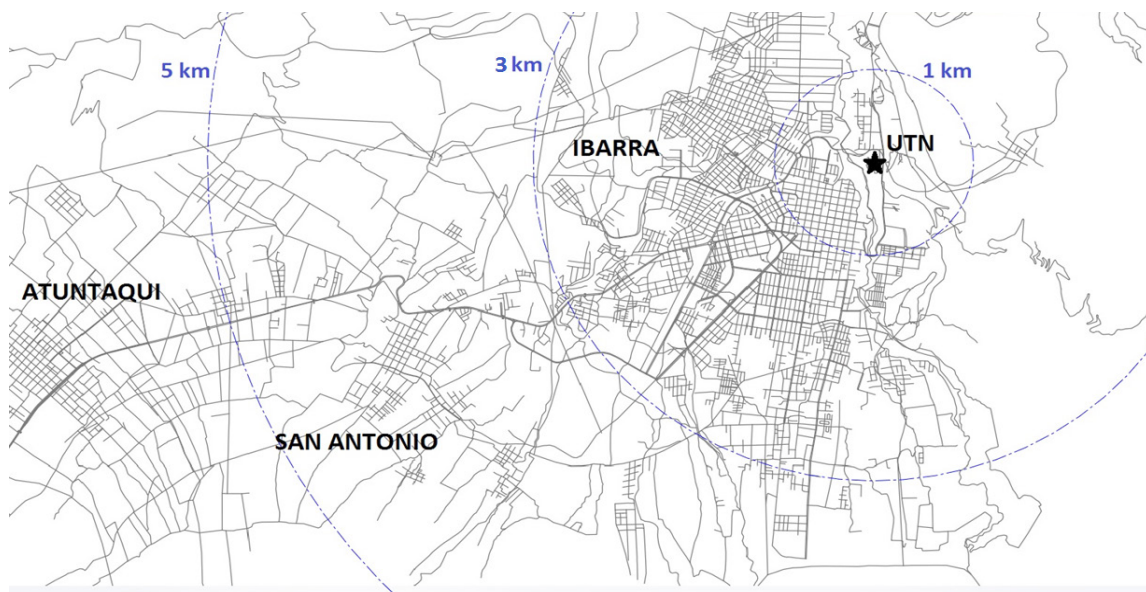 5 km
3 km
1 km
IBARRA
UTN
ATUNTAQUI
SAN ANTONIO